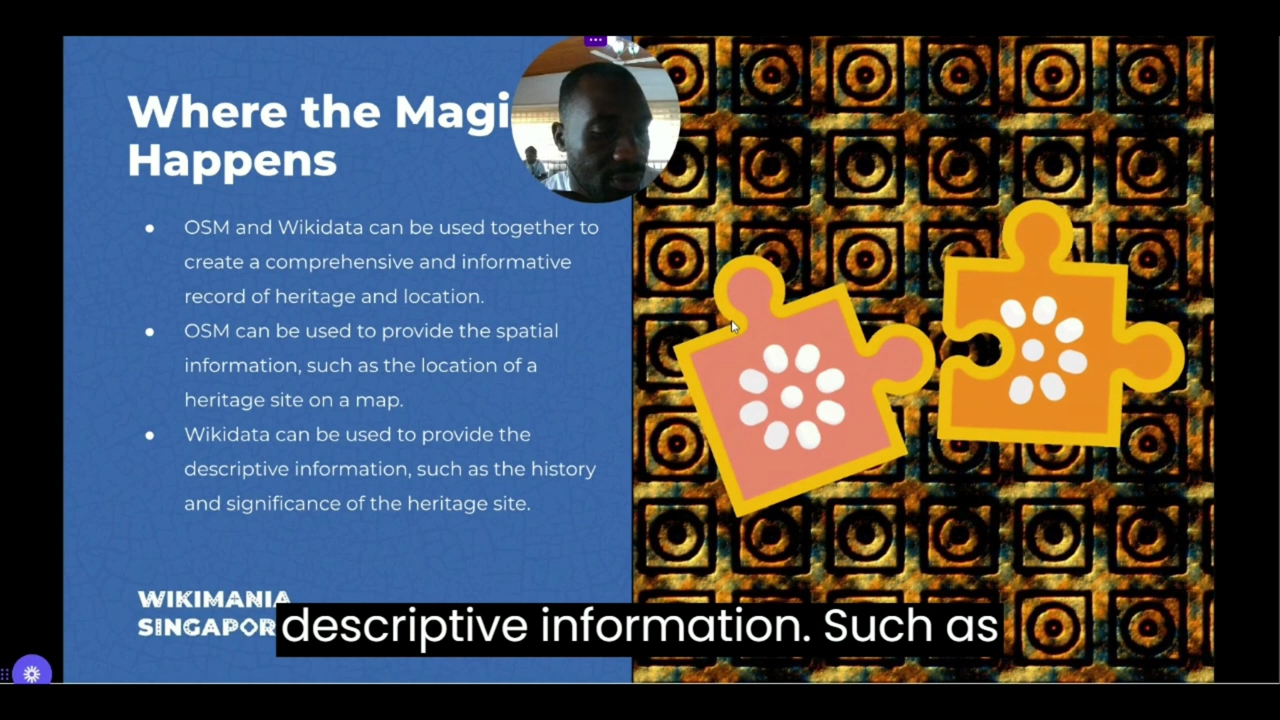 Where the Magi
Happens
● OSM and Wikidata can be used together to
create a comprehensive and informative
record of heritage and location.
● OSM can be used to provide the spatial
information, such as the location of a
heritage site on a map.
● Wikidata can be used to provide the
descriptive information, such as the history
and significance of the heritage site.
WIKIMANIA
SINGAPOR
descriptive information. Such as